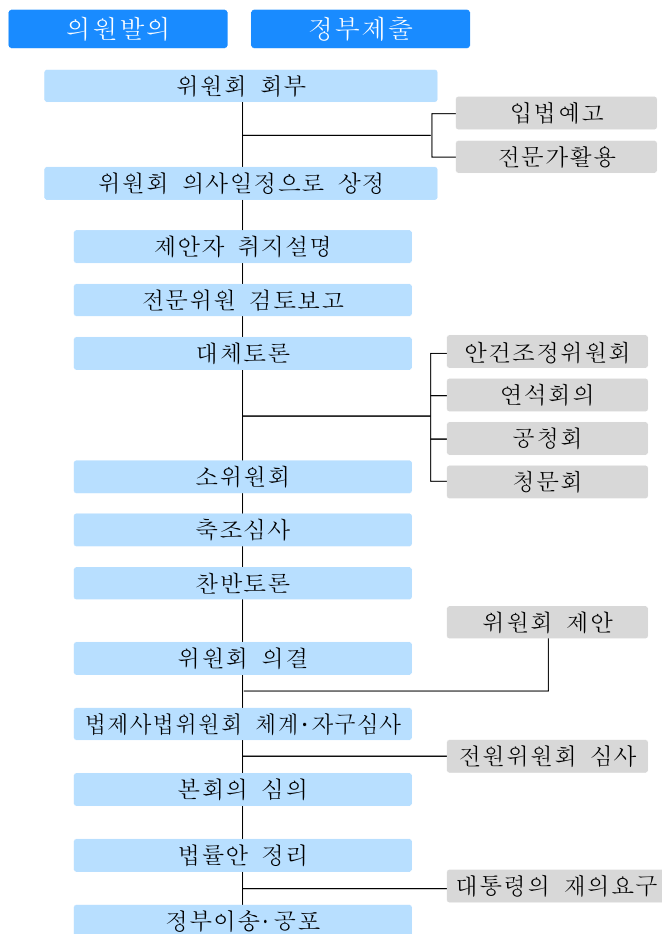 의원발의
정부제출
위원회 회부
입법예고
전문가활용
위원회 의사일정으로 상정
제안자 취지설명
전문위원 검토보고
대체토론
안건조정위원회
연석회의
공청회
청문회
소위원회
축조심사
찬반토론
위원회 제안
위원회 의결
법제사법위원회 체계·자구심사
전원위원회 심사
본회의 심의
법률안 정리
대통령의 재의요구
정부이송·공포